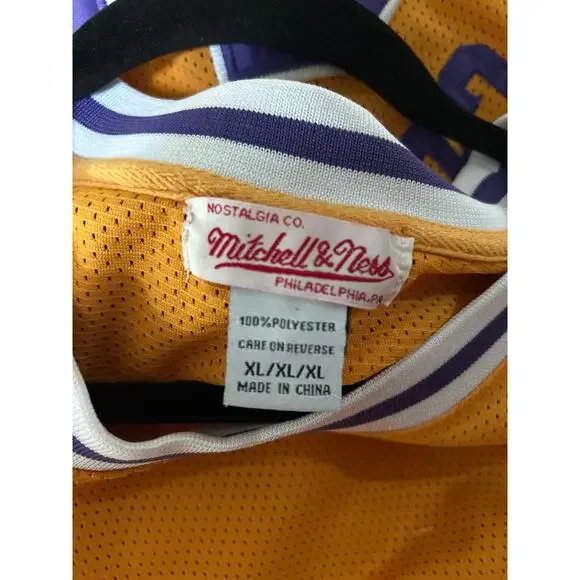 NOSTALGIA CO.
Mitchell & Ness
PHILADELPHIA, PA
100% POLYESTER
CARE ON REVERSE
XL/XL/XL
MADE IN CHINA